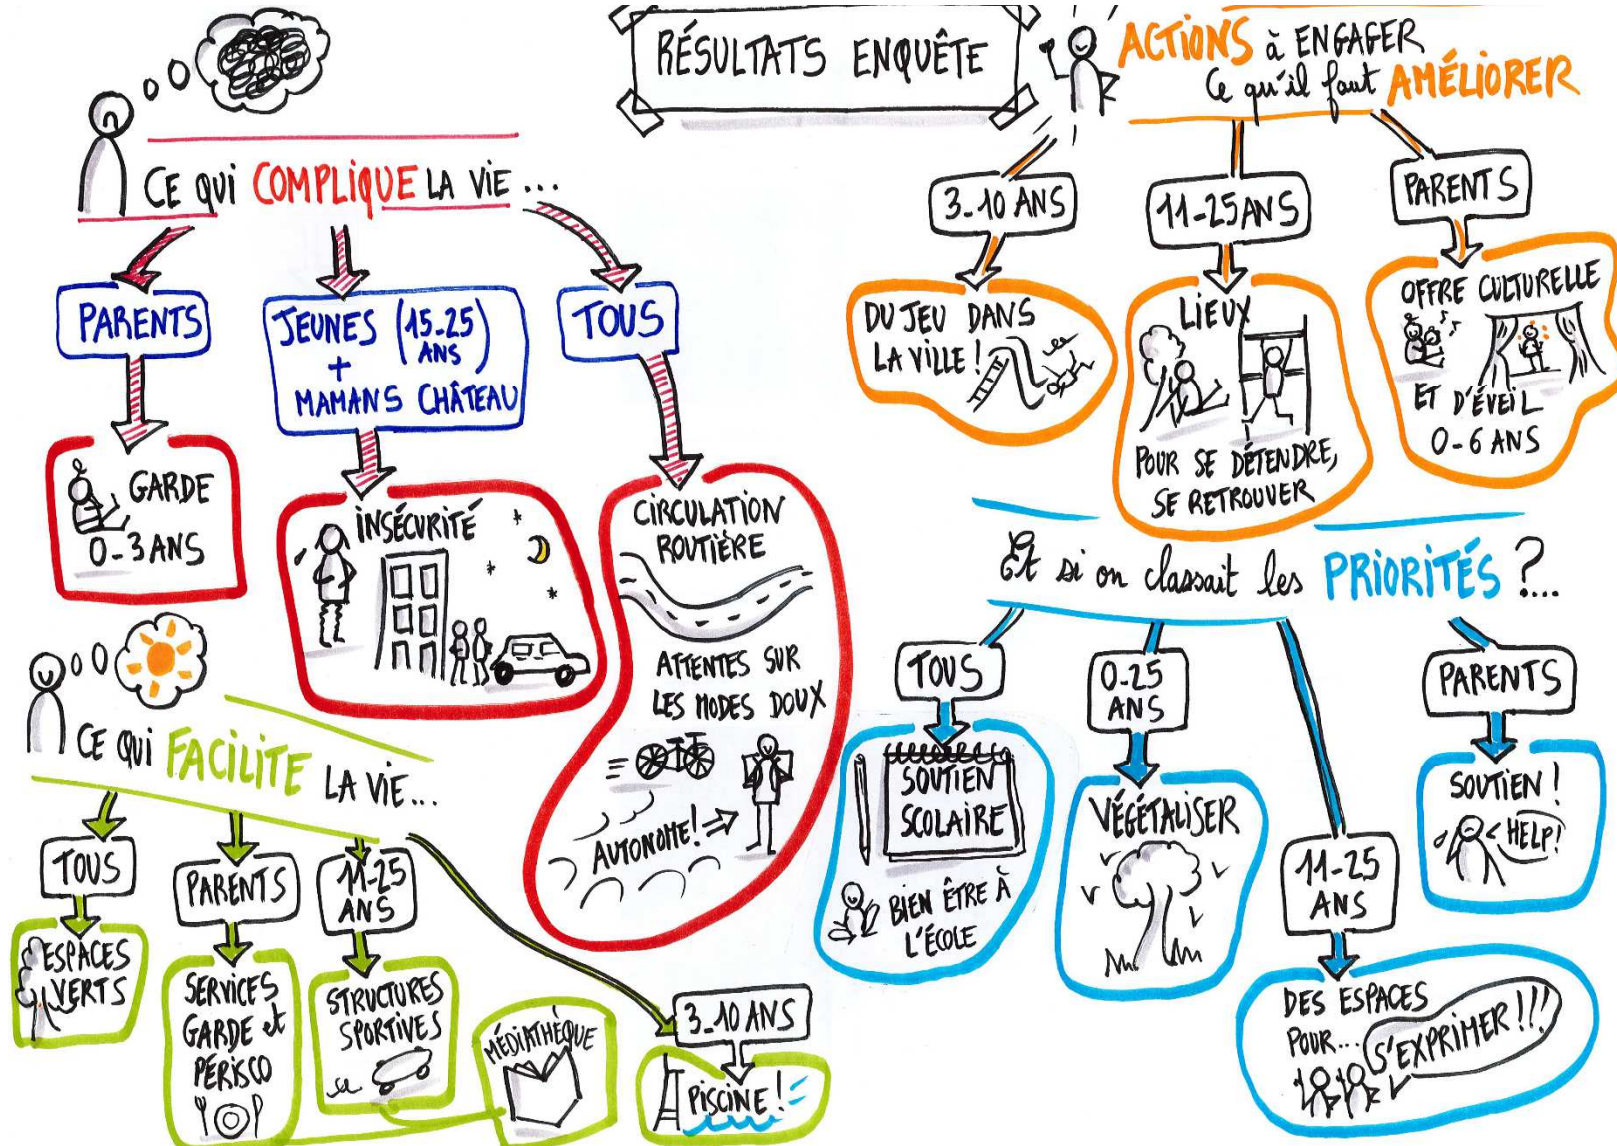 RÉSULTATS ENQUÊTE
CE QUI COMPLIQUE LA VIE ...
PARENTS
GARDE
0-3 ANS
JEUNES (15-25 ANS)
+
MAMANS CHÂTEAU
INSÉCURITÉ
TOUS
CIRCULATION
ROUTIÈRE
ATTENTES SUR
LES MODES DOUX
AUTONOME!
CE QUI FACILITE LA VIE...
TOUS
ESPACES
VERTS
PARENTS
SERVICES
GARDE et
PÉRISCO
11-25
ANS
STRUCTURES
SPORTIVES
MÉDIATHÈQUE
3-10 ANS
PISCINE!
ACTIONS à ENGAGER
Ce qu'il faut AMÉLIORER
3-10 ANS
DU JEU DANS
LA VILLE!
11-25 ANS
LIEUX
POUR SE DÉTENDRE,
SE RETROUVER
PARENTS
OFFRE CULTURELLE
ET D'ÉVEIL
0-6 ANS
Et si on classait les PRIORITÉS ?...
TOUS
SOUTIEN
SCOLAIRE
BIEN ÊTRE À
L'ÉCOLE
0-25
ANS
VÉGÉTALISER
11-25
ANS
DES ESPACES
POUR...
S'EXPRIMER!!!
PARENTS
SOUTIEN!
HELP!